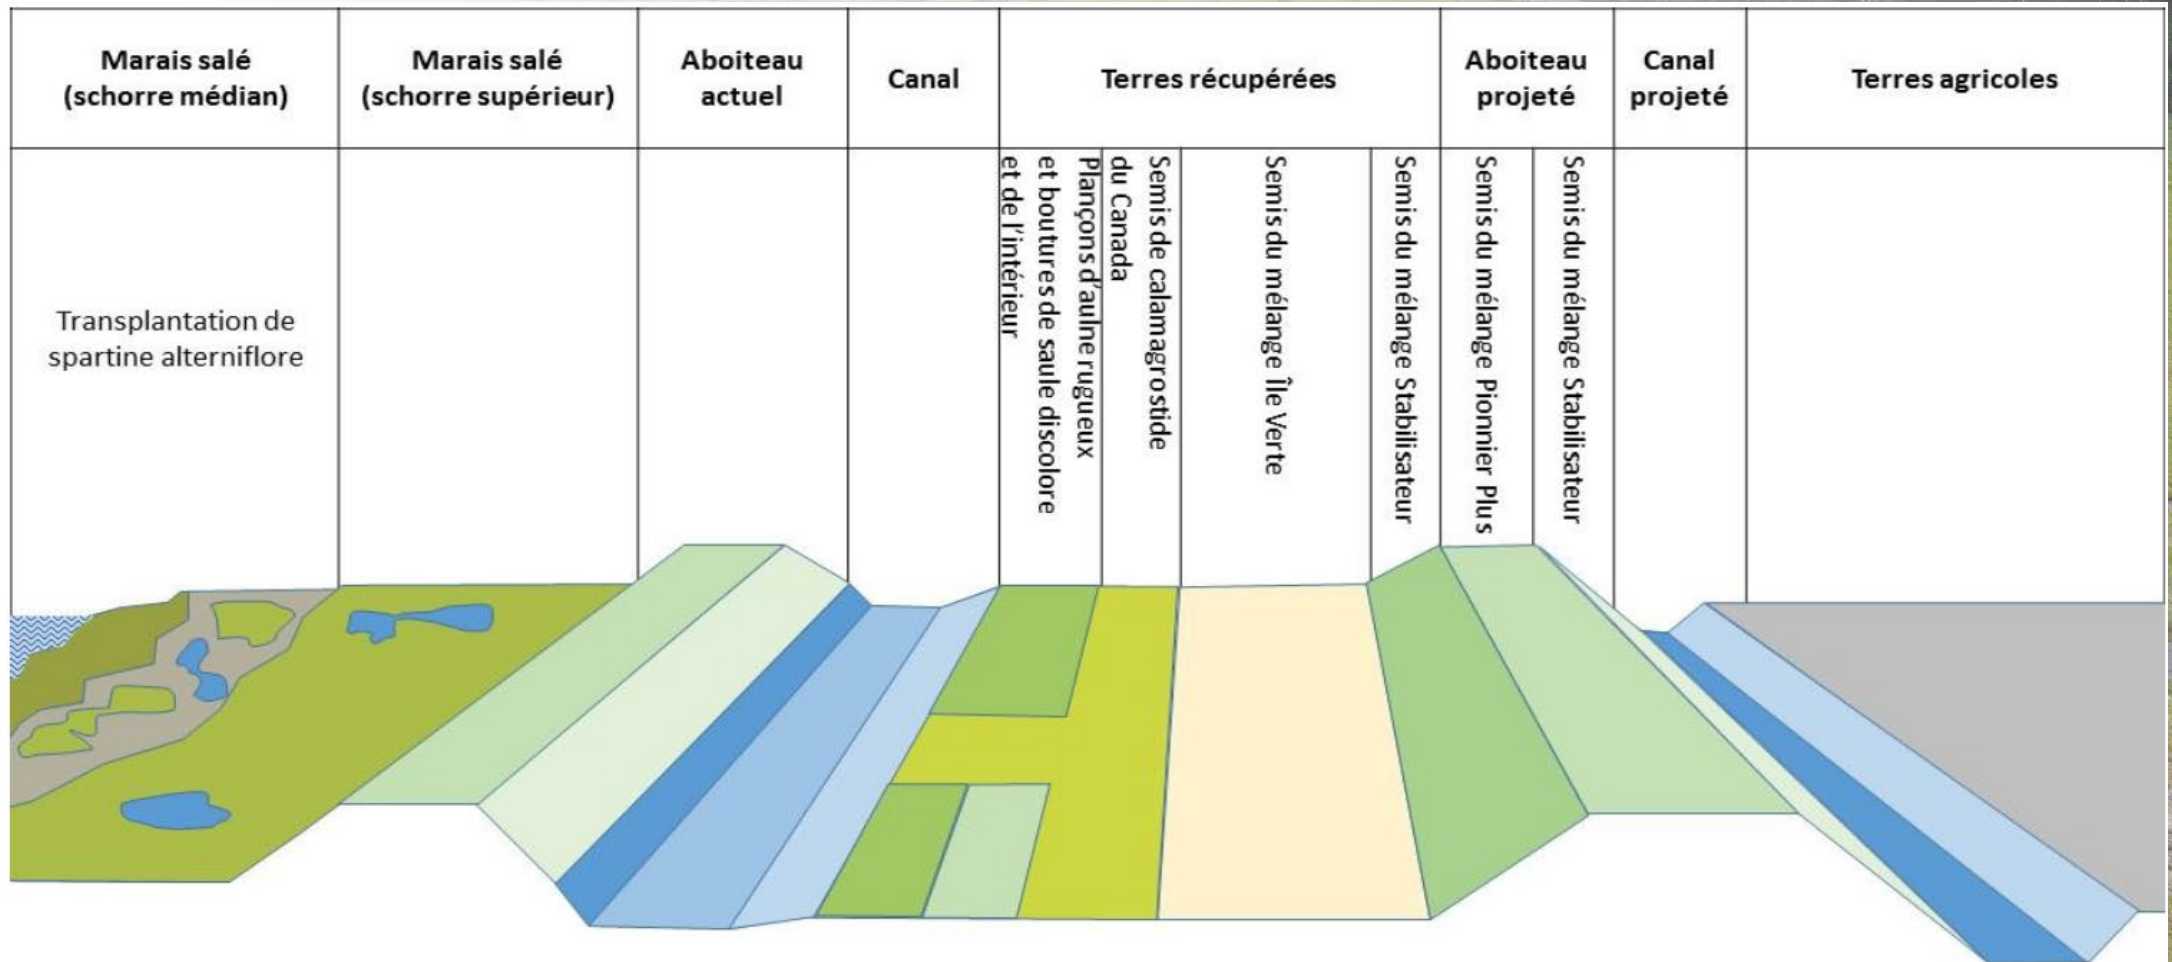 Marais salé
(schorre médian)
Marais salé
(schorre supérieur)
Aboiteau
actuel
Canal
Terres récupérées
Aboiteau
projeté
Canal
projeté
Terres agricoles
Transplantation de
spartine alterniflore
Plançons d'aulne rugueux
et boutures de saule discolore
et de l'intérieur
Semis de calamagrostide
du Canada
Semis du mélange Île Verte
Semis du mélange Stabilisateur
Semis du mélange Pionnier Plus
Semis du mélange Stabilisateur